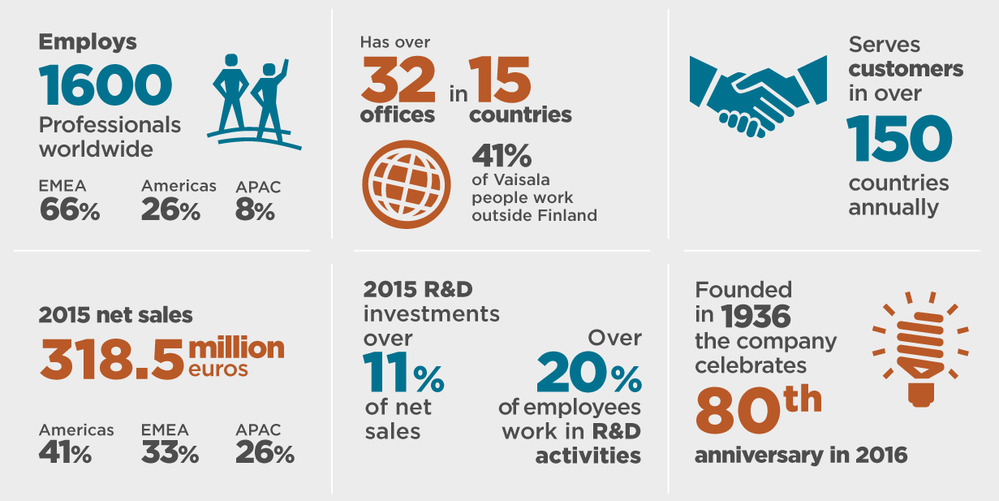 Employs
1600
Professionals
worldwide
EMEA Americas APAC
66% 26% 8%
Has over
32 in 15
offices countries
41%
of Vaisala
people work
outside Finland
Serves
customers
in over
150
countries
annually
2015 net sales
318.5 million
euros
Americas EMEA APAC
41% 33% 26%
2015 R&D
investments
over
11%
of net
sales
Over
20%
of employees
work in R&D
activities
Founded
in 1936
the company
celebrates
80th
anniversary in 2016